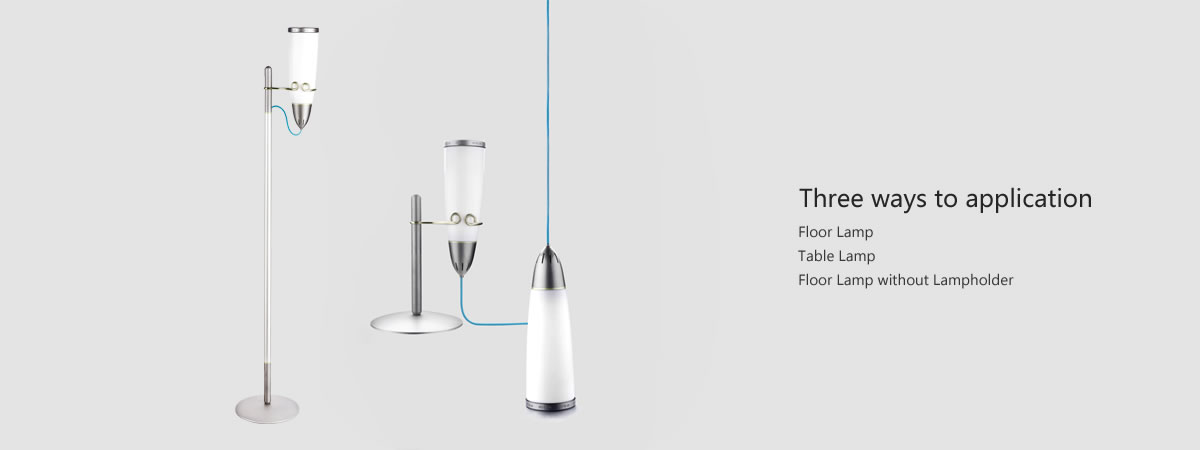 Three ways to application
Floor Lamp
Table Lamp
Floor Lamp without Lampholder